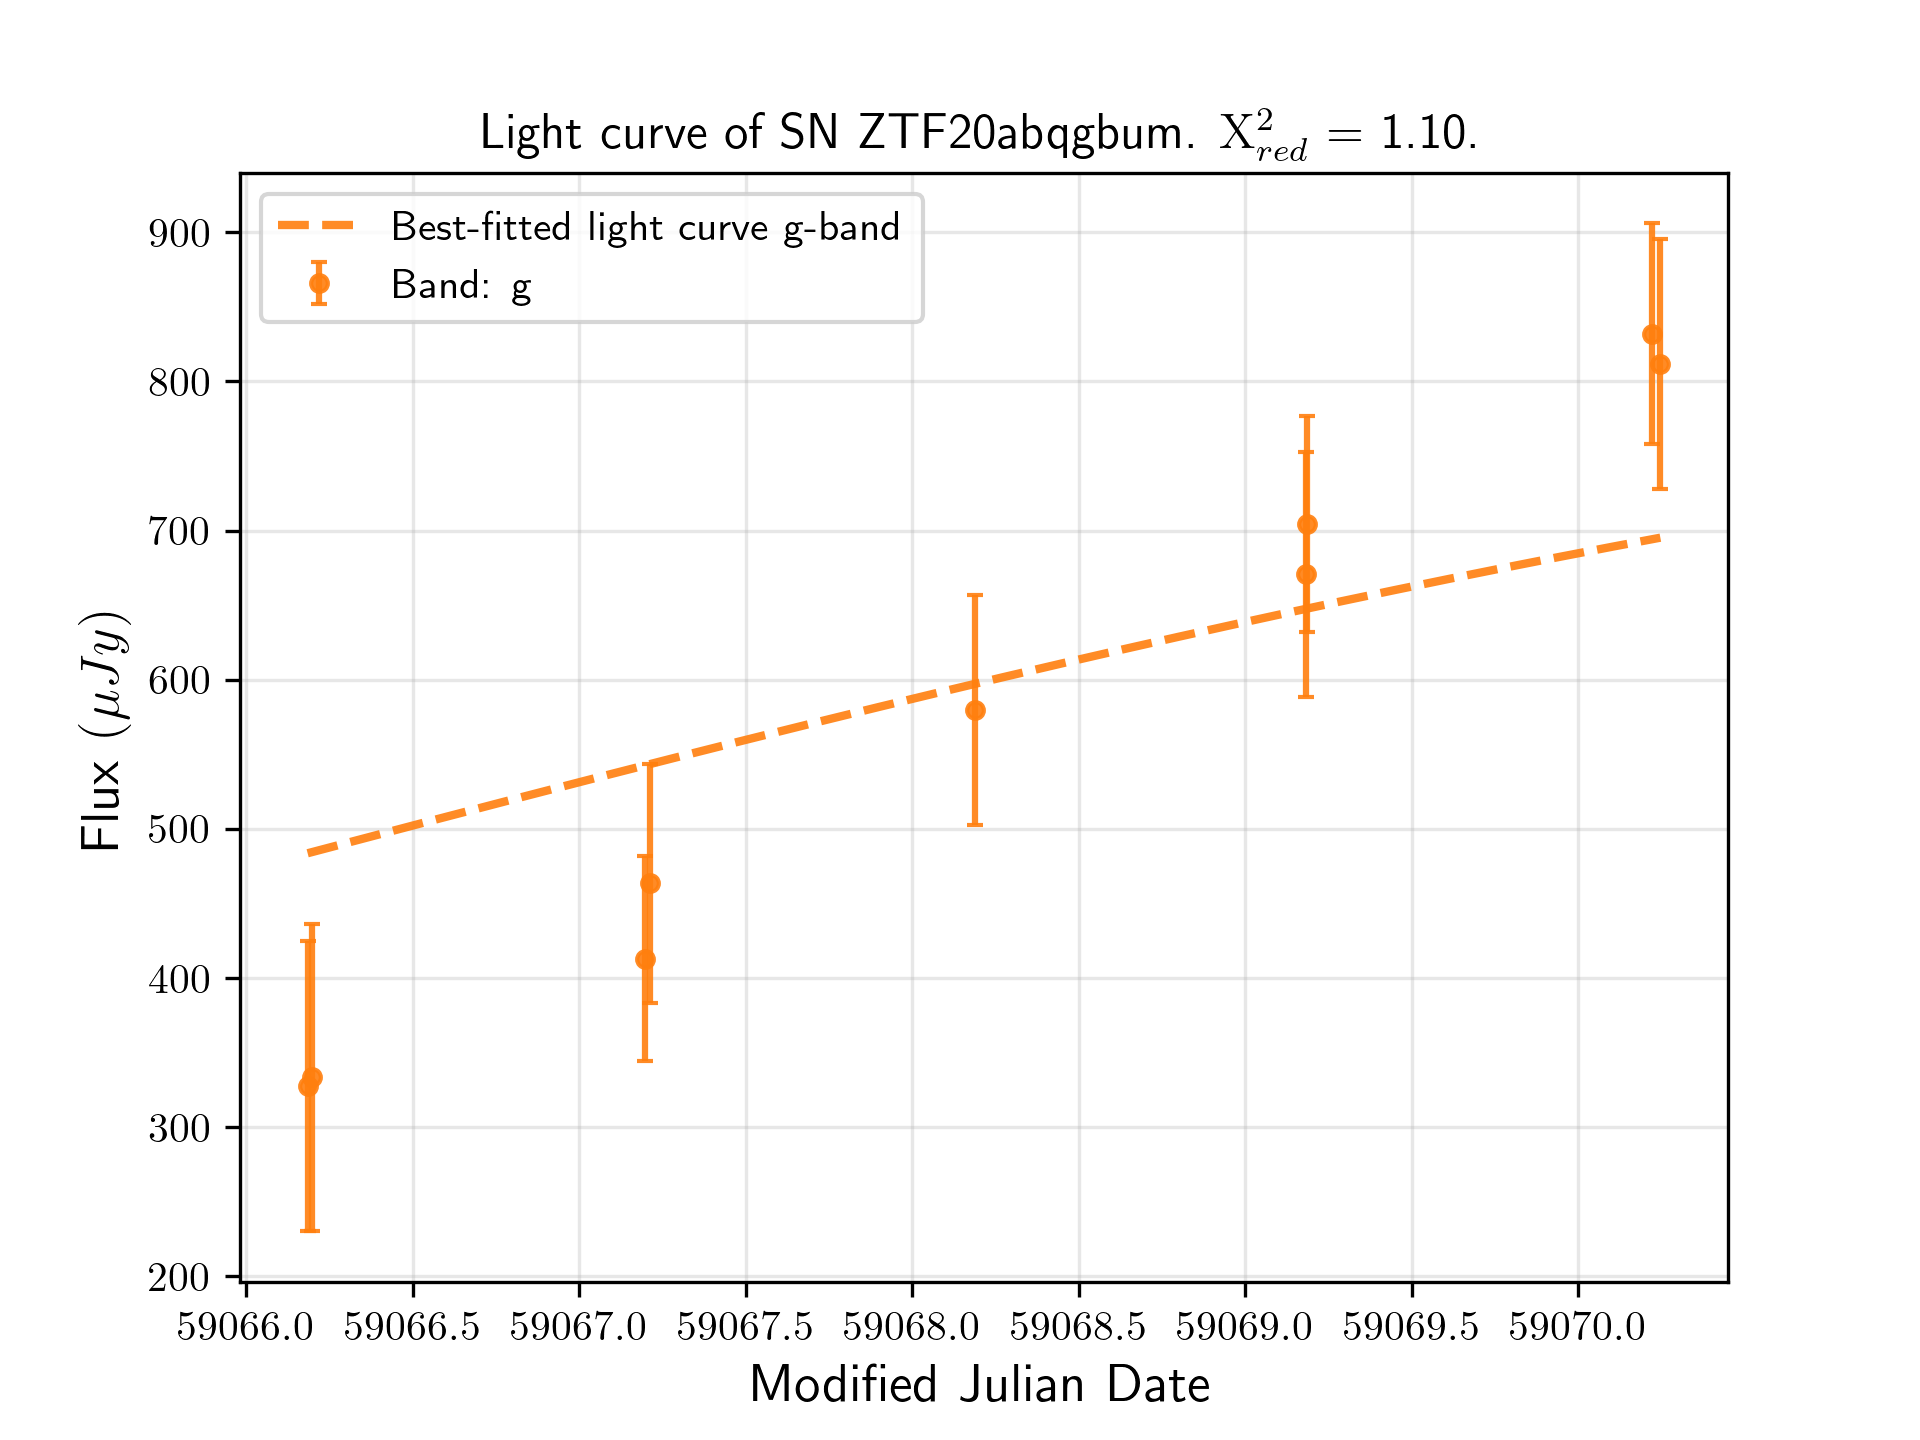 Light curve of SN ZTF20abqgbum. X²_red = 1.10.
Best-fitted light curve g-band
Band: g
900
800
700
600
500
400
300
200
Flux (μJy)
59066.0 59066.5 59067.0 59067.5 59068.0 59068.5 59069.0 59069.5 59070.0
Modified Julian Date